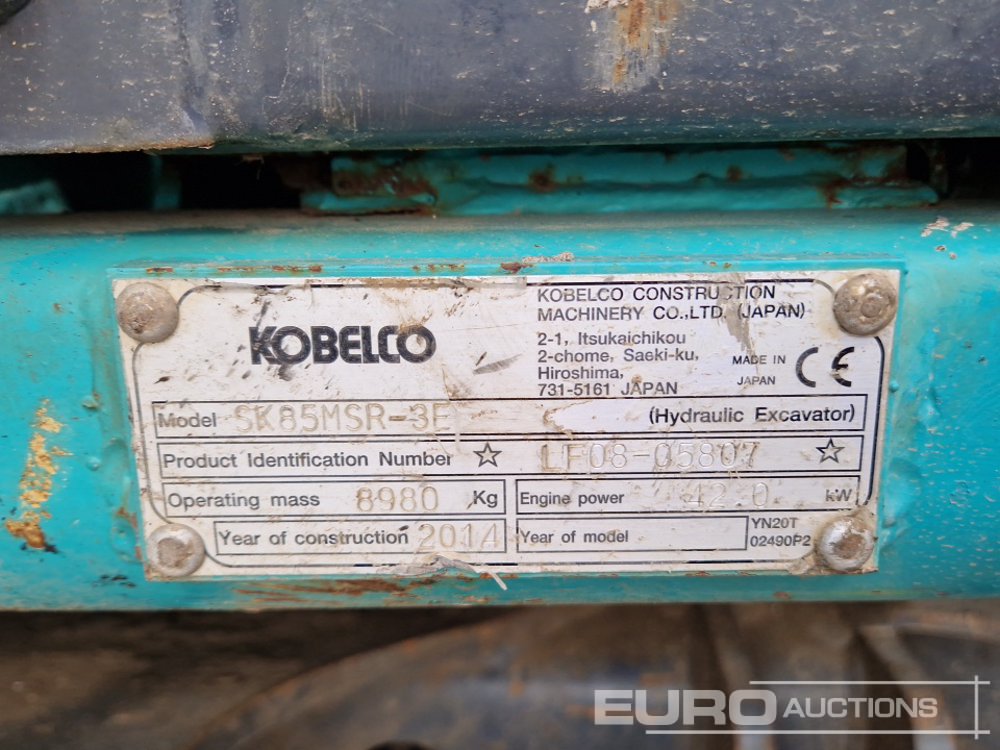 KOBELCO
KOBELCO CONSTRUCTION
MACHINERY CO.,LTD. (JAPAN)
2-1, Itsukaichikou
2-chome, Saeki-ku,
Hiroshima,
731-5161 JAPAN
MADE IN
JAPAN
CE
Model SK85MSR-3E (Hydraulic Excavator)
Product Identification Number ☆ LF08-05807 ☆
Operating mass 8980 Kg
Engine power 42.0 kW
Year of construction 2014
Year of model
YN20T
02490P2
EURO AUCTIONS